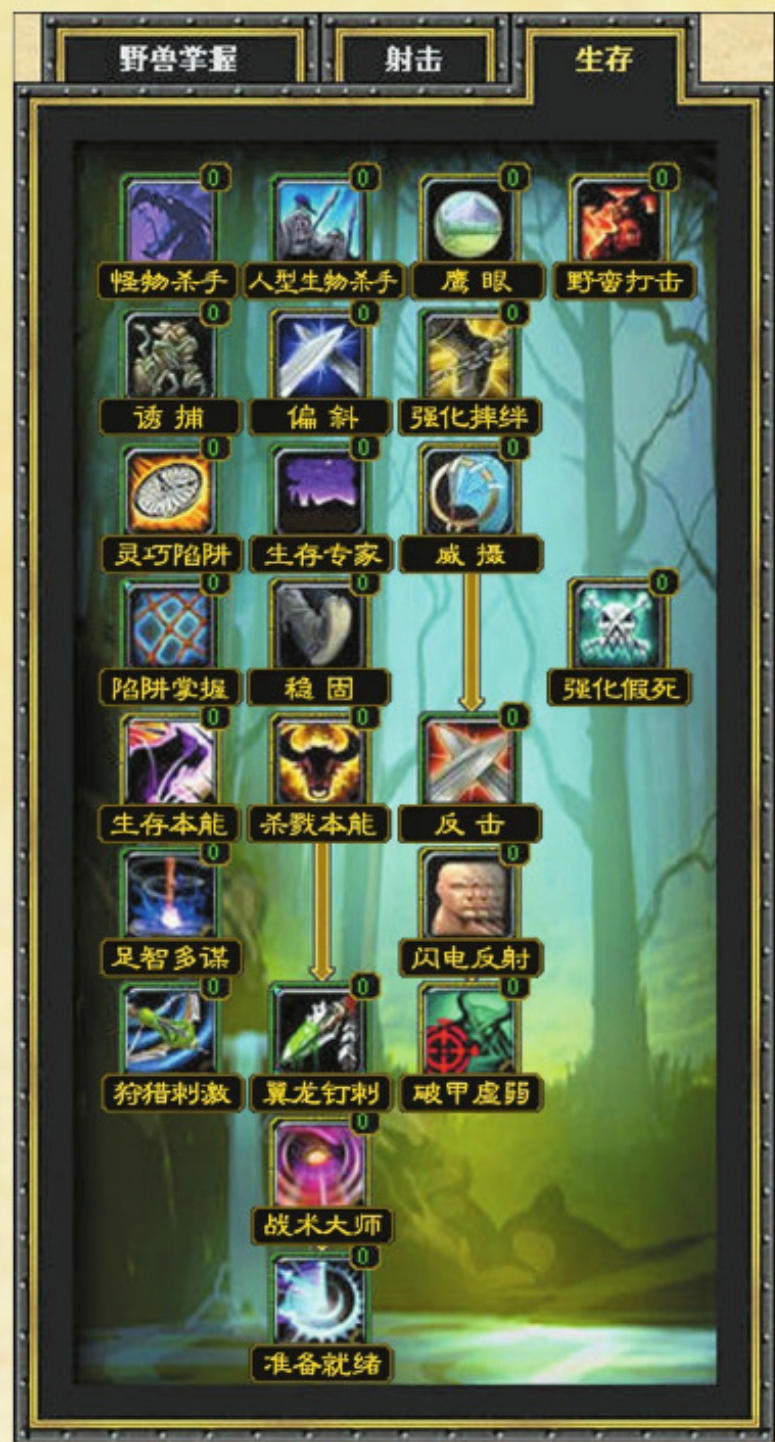 野兽掌握 射击 生存
0 0 0 0
怪物杀手 人型生物杀手 鹰眼 野蛮打击
0 0 0
诱捕 偏斜 强化摔绊
0 0 0
灵巧陷阱 生存专家 威摄
0 0 0
陷阱掌握 稳固 强化假死
0 0 0
生存本能 杀戮本能 反击
0 0
足智多谋 闪电反射
0 0 0
狩猎刺激 翼龙钉刺 破甲虚弱
0
战术大师
0
准备就绪